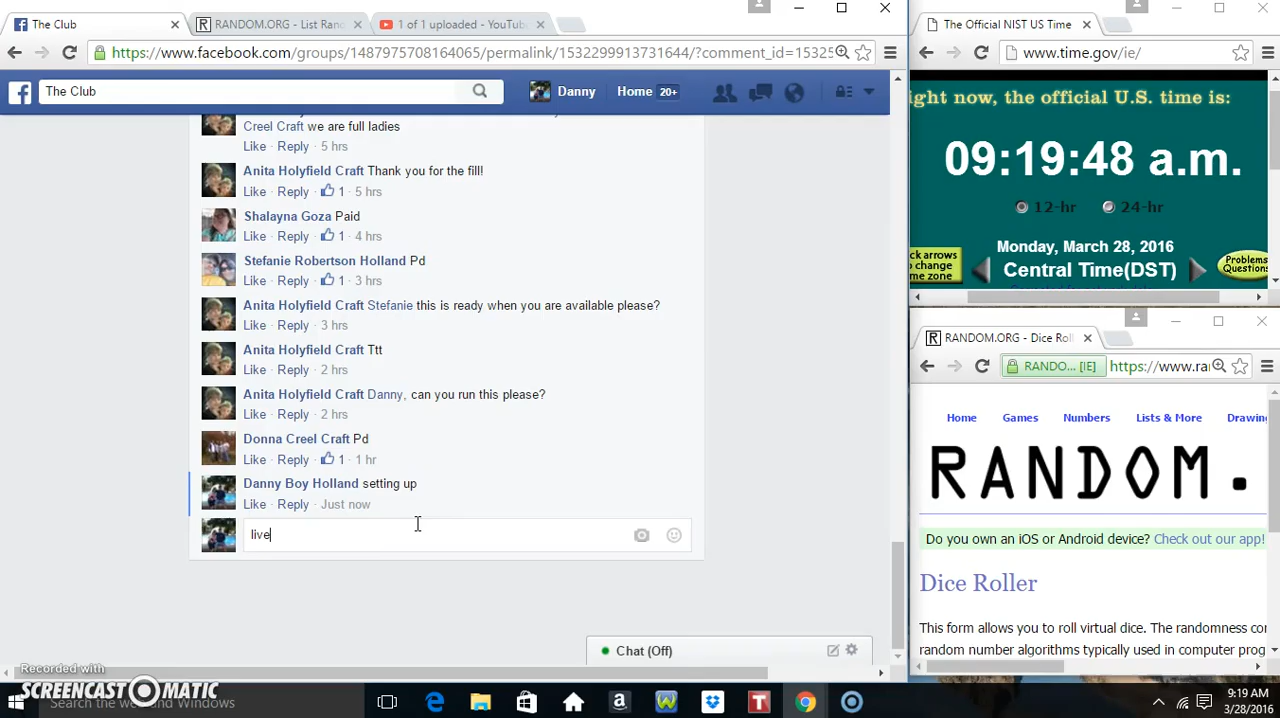 The Club
RANDOM.ORG - List Ran
1 of 1 uploaded - YouTub
https://www.facebook.com/groups/1487975708164065/permalink/1532299913731644/?comment_id=15325
The Club
Danny
Home 20+
Creel Craft we are full ladies
Like · Reply · 5 hrs
Anita Holyfield Craft Thank you for the fill!
Like · Reply · 1 · 5 hrs
Shalayna Goza Paid
Like · Reply · 1 · 4 hrs
Stefanie Robertson Holland Pd
Like · Reply · 1 · 3 hrs
Anita Holyfield Craft Stefanie this is ready when you are available please?
Like · Reply · 3 hrs
Anita Holyfield Craft Ttt
Like · Reply · 2 hrs
Anita Holyfield Craft Danny, can you run this please?
Like · Reply · 2 hrs
Donna Creel Craft Pd
Like · Reply · 1 · 1 hr
Danny Boy Holland setting up
Like · Reply · Just now
live
Chat (Off)
Recorded with
SCREENCAST-O-MATIC
Search the web and Windows
The Official NIST US Time
www.time.gov/ie/
ight now, the official U.S. time is:
09:19:48 a.m.
12-hr 24-hr
ck arrows
o change
me zone
Monday, March 28, 2016
Central Time(DST)
Problems
Questions
RANDOM.ORG - Dice Roll
RANDO... [IE]
https://www.ra
Home Games Numbers Lists & More Drawin
RANDOM.
Do you own an iOS or Android device? Check out our app!
Dice Roller
This form allows you to roll virtual dice. The randomness co
random number algorithms typically used in computer prog
9:19 AM
3/28/2016